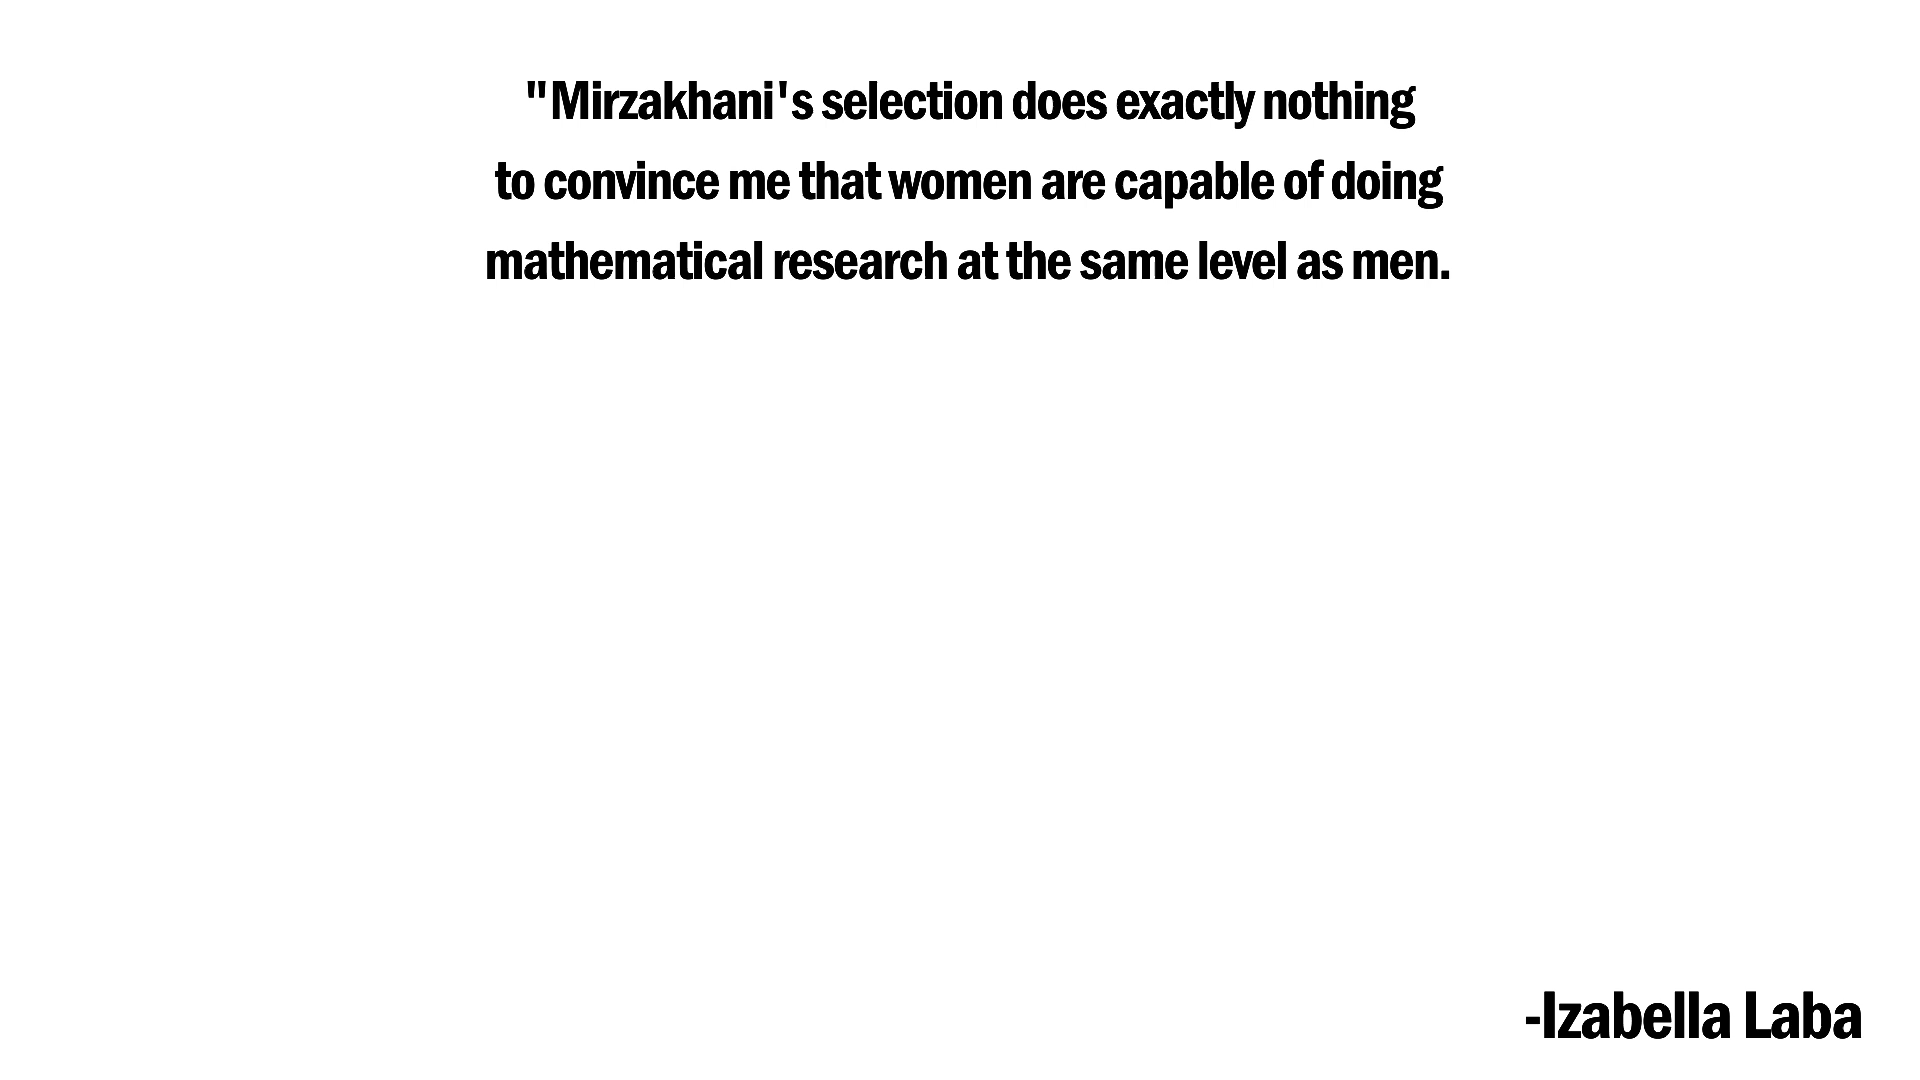 "Mirzakhani's selection does exactly nothing
to convince me that women are capable of doing
mathematical research at the same level as men.
-Izabella Laba